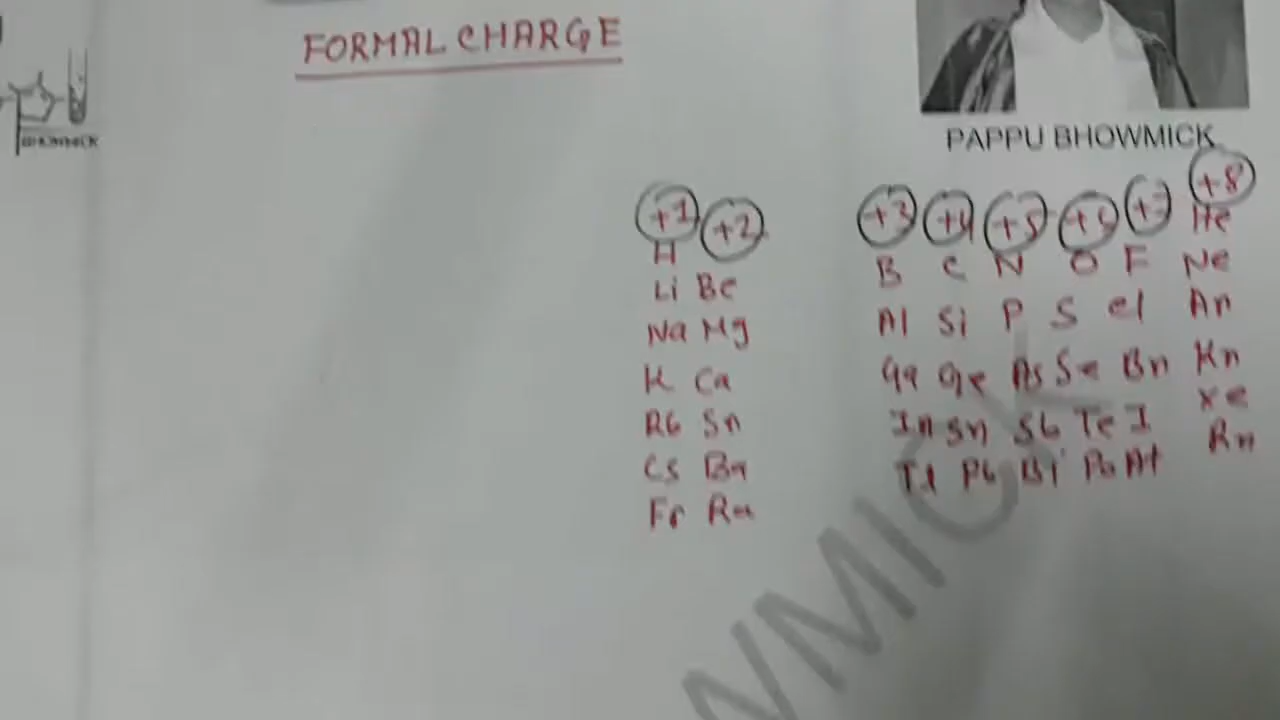 FORMAL CHARGE
BHOWMICK
PAPPU BHOWMICK
+1 +2 +3 +4 +5 +6 +7 +8
H He
Li Be B C N O F Ne
Na Mg Al Si P S Cl Ar
K Ca Ga Ge As Se Br Kr
Rb Sr In Sn Sb Te I Xe
Cs Ba Tl Pb Bi Po At Rn
Fr Ra
WMICK